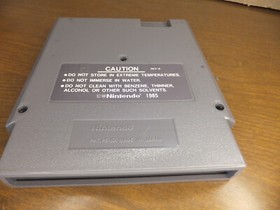 CAUTION
●DO NOT STORE IN EXTREME TEMPERATURES.
●DO NOT IMMERSE IN WATER.
●DO NOT CLEAN WITH BENZENE, THINNER,
ALCOHOL OR OTHER SUCH SOLVENTS.
©Nintendo 1985
Nintendo